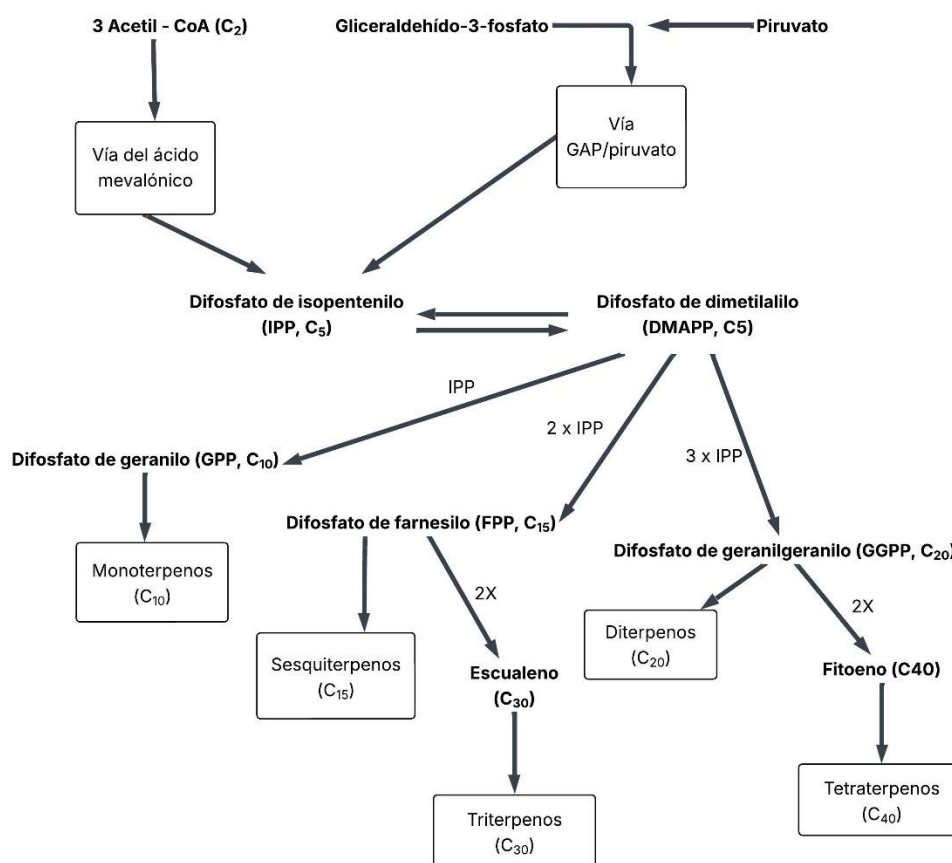 3 Acetil - CoA (C₂)
Gliceraldehído-3-fosfato
Piruvato
Vía del ácido
mevalónico
Vía
GAP/piruvato
Difosfato de isopentenilo
(IPP, C₅)
Difosfato de dimetilalilo
(DMAPP, C5)
IPP
2 x IPP
3 x IPP
Difosfato de geranilo (GPP, C₁₀)
Difosfato de farnesilo (FPP, C₁₅)
Difosfato de geranilgeranilo (GGPP, C₂₀)
Monoterpenos
(C₁₀)
2X
2X
Sesquiterpenos
(C₁₅)
Escualeno
(C₃₀)
Diterpenos
(C₂₀)
Fitoeno (C40)
Triterpenos
(C₃₀)
Tetraterpenos
(C₄₀)